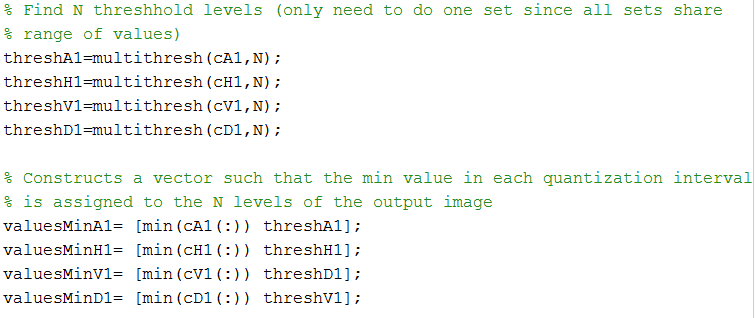 % Find N threshhold levels (only need to do one set since all sets share
% range of values)
threshA1=multithresh(cA1,N);
threshH1=multithresh(cH1,N);
threshV1=multithresh(cV1,N);
threshD1=multithresh(cD1,N);
% Constructs a vector such that the min value in each quantization interval
% is assigned to the N levels of the output image
valuesMinA1= [min(cA1(:)) threshA1];
valuesMinH1= [min(cH1(:)) threshH1];
valuesMinV1= [min(cV1(:)) threshD1];
valuesMinD1= [min(cD1(:)) threshV1];